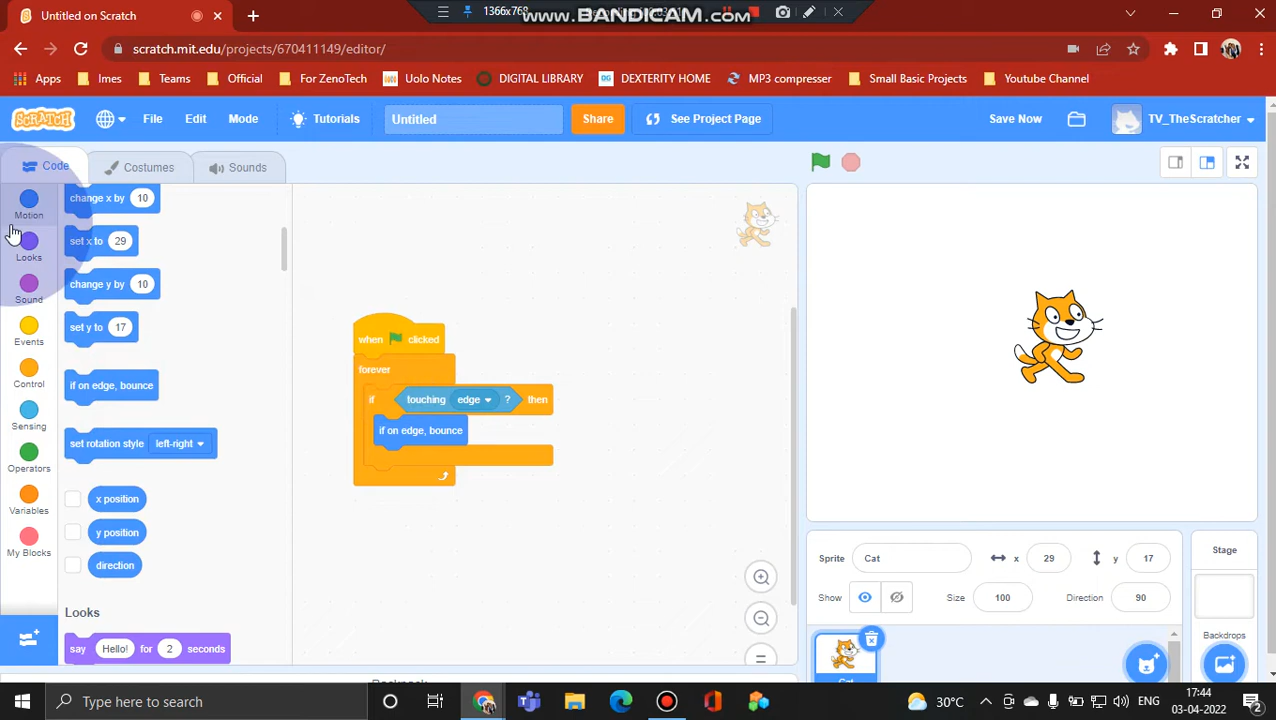 Untitled on Scratch
1366x768
www.BANDICAM.com
scratch.mit.edu/projects/670411149/editor/
Apps
Imes
Teams
Official
For ZenoTech
Uolo Notes
DIGITAL LIBRARY
DG
DEXTERITY HOME
MP3 compresser
Small Basic Projects
Youtube Channel
SCRATCH
File
Edit
Mode
Tutorials
Untitled
Share
See Project Page
Save Now
TV_TheScratcher
Code
Costumes
Sounds
Motion
Looks
Sound
Events
Control
Sensing
Operators
Variables
My Blocks
change x by 10
set x to 29
change y by 10
set y to 17
if on edge, bounce
set rotation style left-right
x position
y position
direction
Looks
say Hello! for 2 seconds
when clicked
forever
if touching edge ? then
if on edge, bounce
Sprite Cat
x 29
y 17
Show
Size 100
Direction 90
Cat
Stage
Backdrops
Backpack
Type here to search
30°C
ENG
17:44
03-04-2022
2